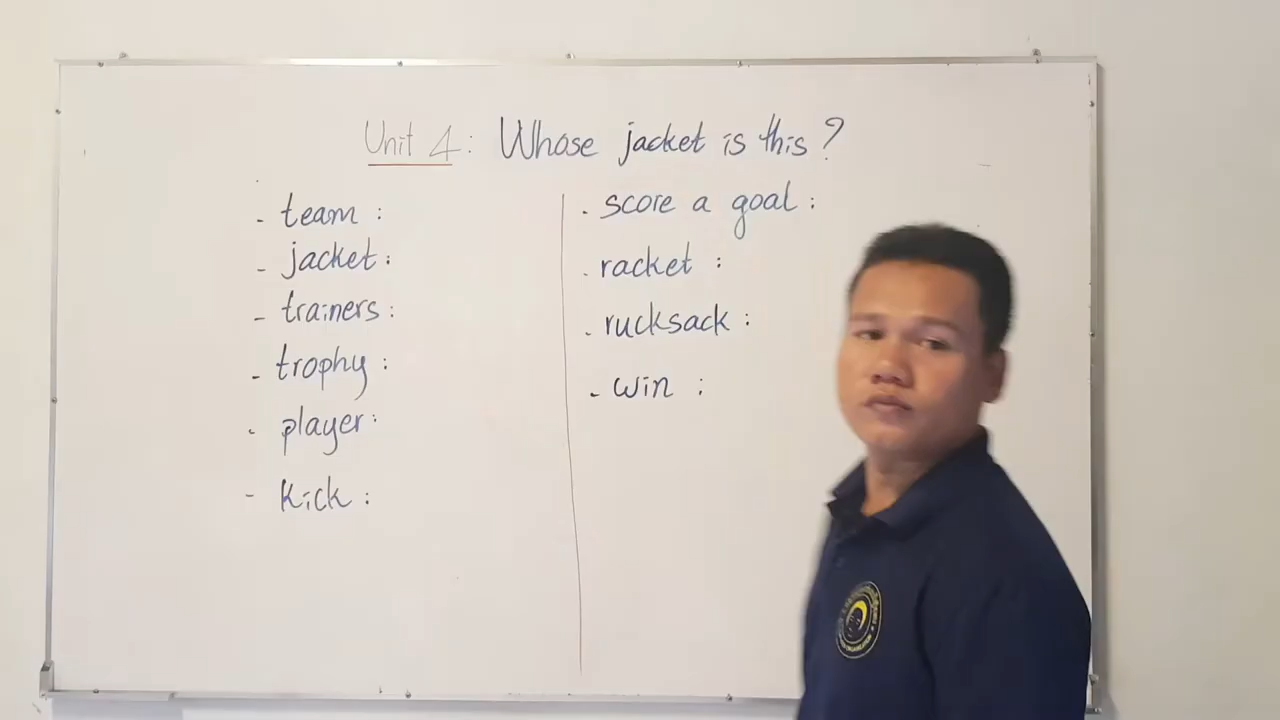 Unit 4: Whose jacket is this?
- team :
- jacket :
- trainers :
- trophy :
- player :
- kick :
. score a goal :
. racket :
. rucksack :
- win :